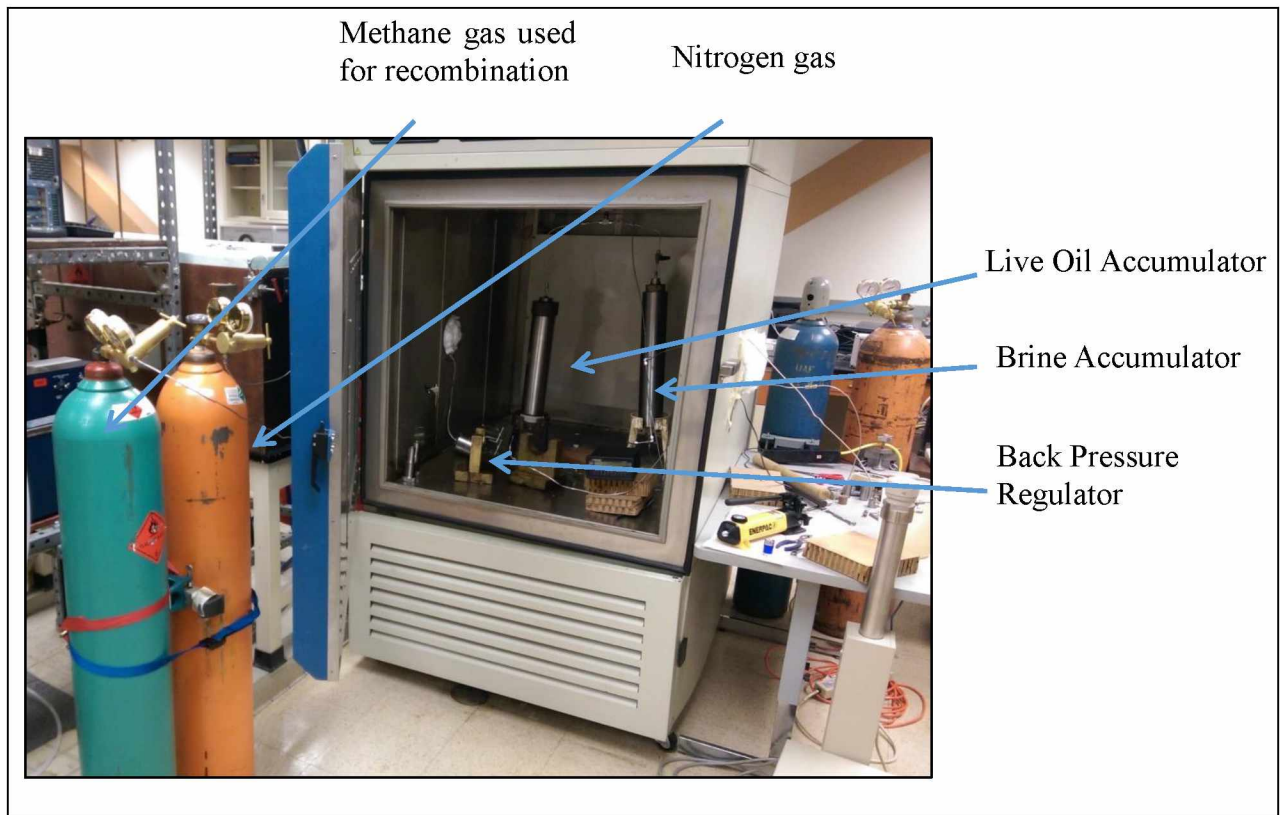 Methane gas used
for recombination
Nitrogen gas
Live Oil Accumulator
Brine Accumulator
Back Pressure
Regulator
ENERPAC